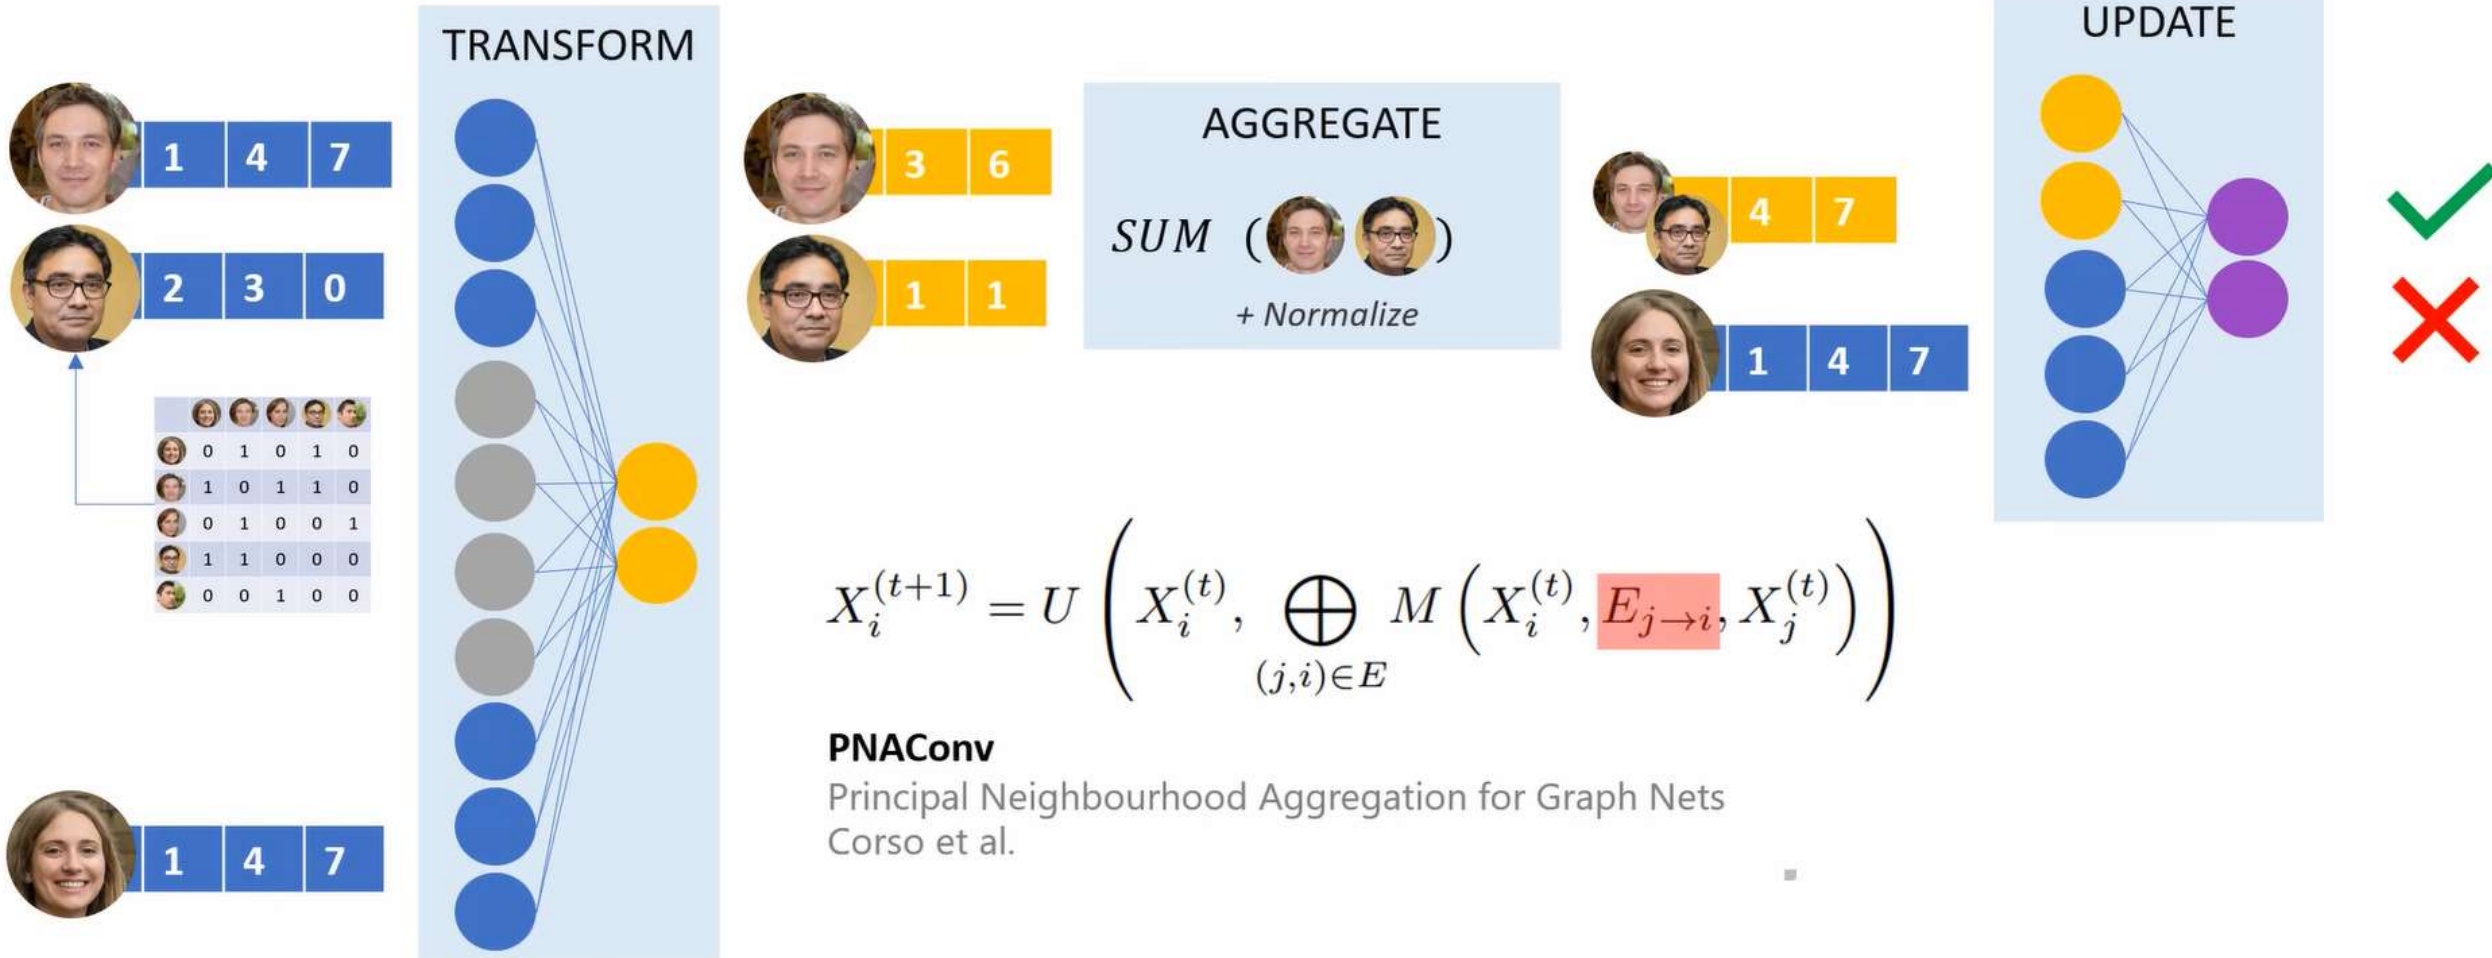 TRANSFORM
1 4 7
2 3 0
0 1 0 1 0
1 0 1 1 0
0 1 0 0 1
1 1 0 0 0
0 0 1 0 0
1 4 7
3 6
1 1
AGGREGATE
SUM ( )
+ Normalize
4 7
1 4 7
UPDATE
X_i^{(t+1)} = U ( X_i^{(t)}, ⊕_{(j,i)∈E} M ( X_i^{(t)}, E_{j→i}, X_j^{(t)} ) )
PNAConv
Principal Neighbourhood Aggregation for Graph Nets
Corso et al.